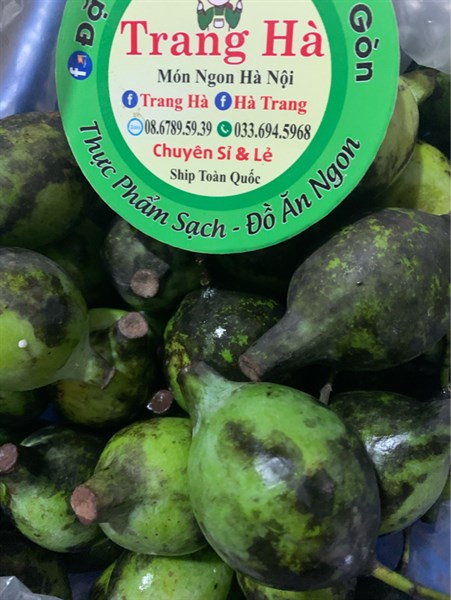 Trang Hà
Món Ngon Hà Nội
Trang Hà Hà Trang
Zalo 08.6789.59.39 033.694.5968
Chuyên Sỉ & Lẻ
Ship Toàn Quốc
Thực Phẩm Sạch - Đồ Ăn Ngon